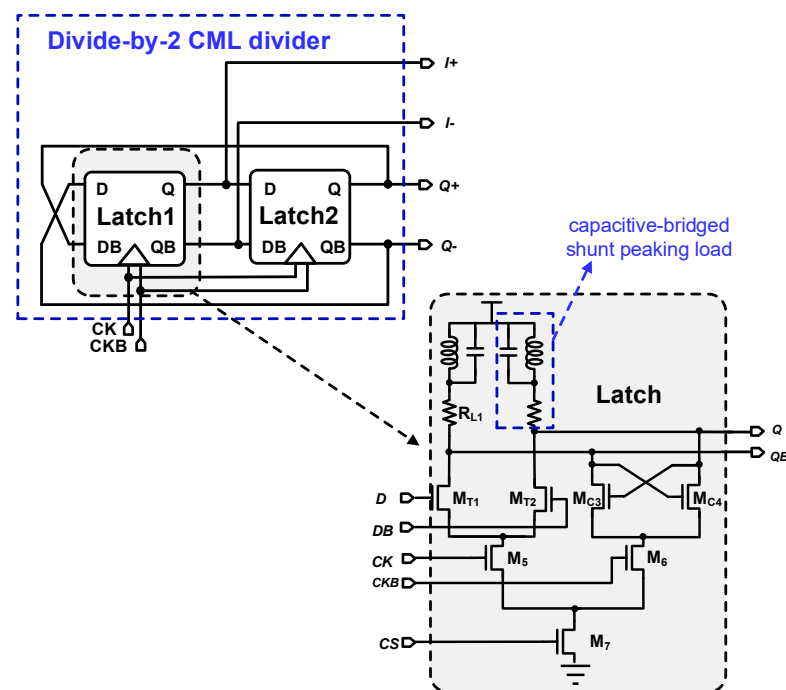 Divide-by-2 CML divider
I+
I-
D
Q
Latch1
DB
QB
D
Q
Latch2
DB
QB
Q+
Q-
CK
CKB
capacitive-bridged
shunt peaking load
Latch
RL1
Q
QB
D
MT1
MT2
MC3
MC4
DB
CK
M5
M6
CKB
CS
M7